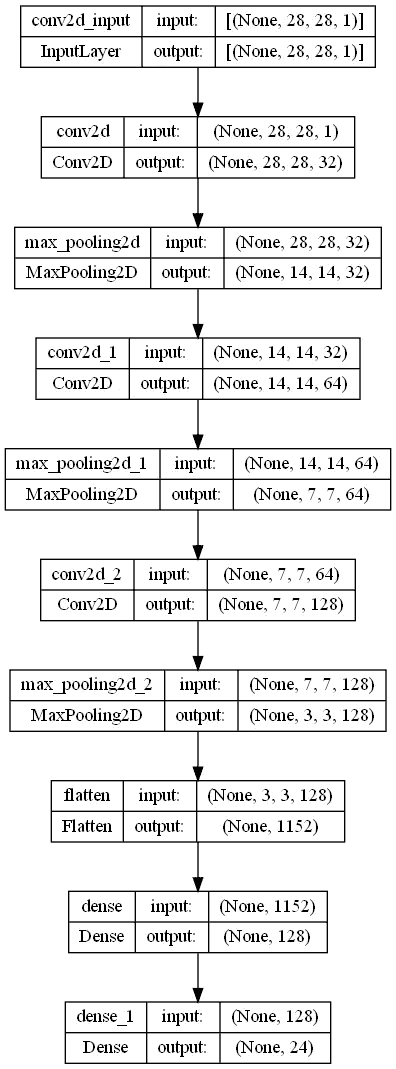 conv2d_input input: [(None, 28, 28, 1)]
InputLayer output: [(None, 28, 28, 1)]
conv2d input: (None, 28, 28, 1)
Conv2D output: (None, 28, 28, 32)
max_pooling2d input: (None, 28, 28, 32)
MaxPooling2D output: (None, 14, 14, 32)
conv2d_1 input: (None, 14, 14, 32)
Conv2D output: (None, 14, 14, 64)
max_pooling2d_1 input: (None, 14, 14, 64)
MaxPooling2D output: (None, 7, 7, 64)
conv2d_2 input: (None, 7, 7, 64)
Conv2D output: (None, 7, 7, 128)
max_pooling2d_2 input: (None, 7, 7, 128)
MaxPooling2D output: (None, 3, 3, 128)
flatten input: (None, 3, 3, 128)
Flatten output: (None, 1152)
dense input: (None, 1152)
Dense output: (None, 128)
dense_1 input: (None, 128)
Dense output: (None, 24)